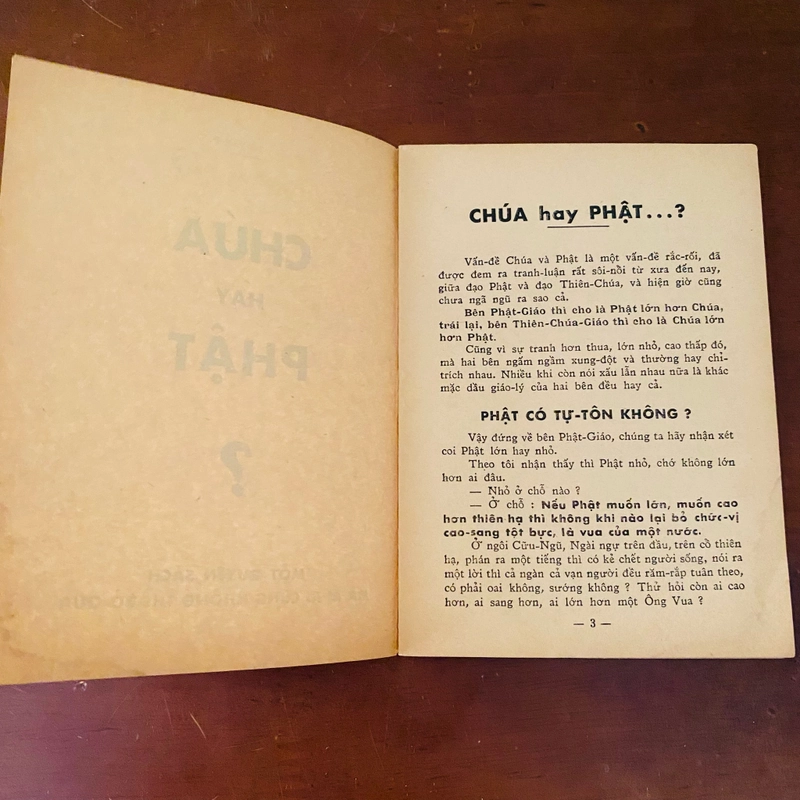 CHÚA
HAY
PHẬT
?
CHÚA hay PHẬT...?
Vấn-đề Chúa và Phật là một vấn-đề rắc-rối, đã
được đem ra tranh-luận rất sôi-nồi từ xưa đến nay,
giữa đạo Phật và đạo Thiên-Chúa, và hiện giờ cũng
chưa ngã ngũ ra sao cả.
Bên Phật-Giáo thì cho là Phật lớn hơn Chúa,
trái lại, bên Thiên-Chúa-Giáo thì cho là Chúa lớn
hơn Phật.
Cũng vì sự tranh hơn thua, lớn nhỏ, cao thấp đó,
mà hai bên ngấm ngầm xung-đột và thường hay chỉ-
trích nhau. Nhiều khi còn nói xấu lẫn nhau nữa là khác
mặc dầu giáo-lý của hai bên đều hay cả.
PHẬT CÓ TỰ-TÔN KHÔNG ?
Vậy đứng về bên Phật-Giáo, chúng ta hãy nhận xét
coi Phật lớn hay nhỏ.
Theo tôi nhận thấy thì Phật nhỏ, chớ không lớn
hơn ai đâu.
— Nhỏ ở chỗ nào ?
— Ở chỗ : Nếu Phật muốn lớn, muốn cao
hơn thiên-hạ thì không khi nào lại bỏ chức-vị
cao-sang tột bực, là vua của một nước.
Ở ngôi Cửu-Ngũ, Ngài ngự trên đầu, trên cổ thiên
hạ, phán ra một tiếng thì có kẻ chết người sống, nói ra
một lời thì cả ngàn cả vạn người đều răm-rắp tuân theo,
có phải oai không, sướng không ? Thử hỏi còn ai cao
hơn, ai sang hơn, ai lớn hơn một Ông Vua ?
— 3 —